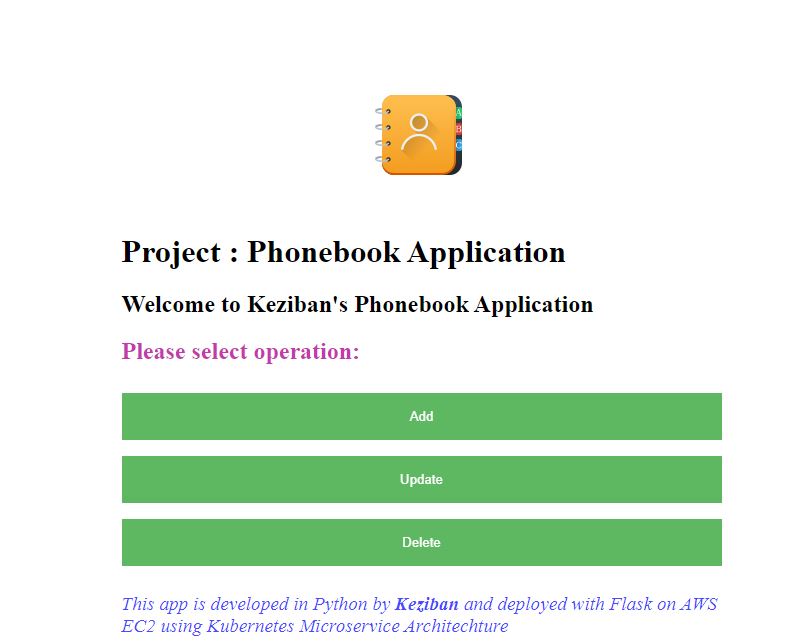 A
B
C
Project : Phonebook Application
Welcome to Keziban's Phonebook Application
Please select operation:
Add
Update
Delete
This app is developed in Python by Keziban and deployed with Flask on AWS
EC2 using Kubernetes Microservice Architechture